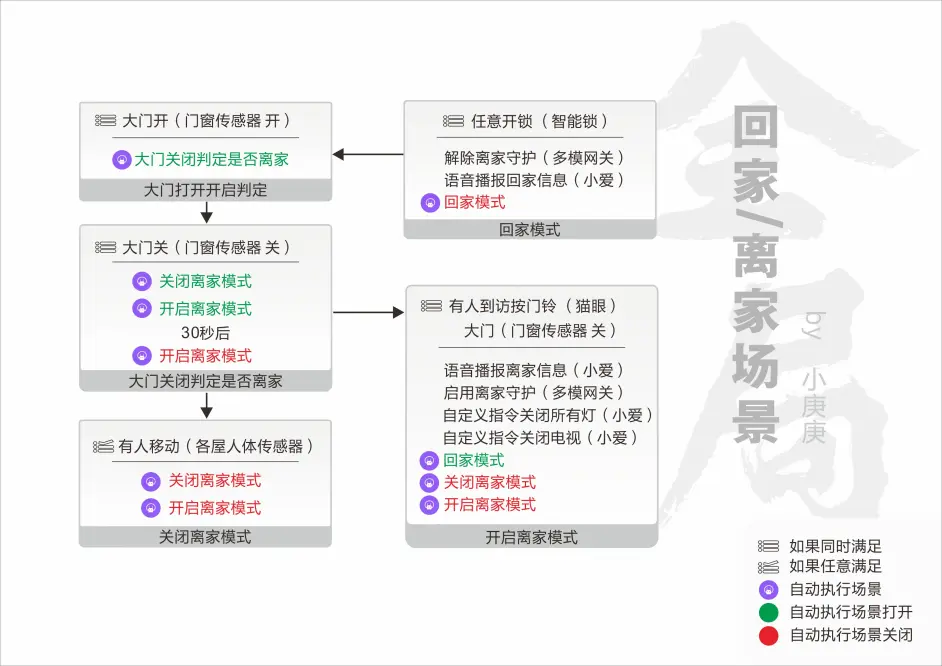 大门开（门窗传感器 开）
大门关闭判定是否离家
大门打开开启判定
任意开锁（智能锁）
解除离家守护（多模网关）
语音播报回家信息（小爱）
回家模式
回家模式
大门关（门窗传感器 关）
关闭离家模式
开启离家模式
30秒后
开启离家模式
大门关闭判定是否离家
有人到访按门铃（猫眼）
大门（门窗传感器 关）
语音播报离家信息（小爱）
启用离家守护（多模网关）
自定义指令关闭所有灯（小爱）
自定义指令关闭电视（小爱）
回家模式
关闭离家模式
开启离家模式
开启离家模式
有人移动（各屋人体传感器）
关闭离家模式
开启离家模式
关闭离家模式
全局
回家/离家场景
by 小庚庚
如果同时满足
如果任意满足
自动执行场景
自动执行场景打开
自动执行场景关闭